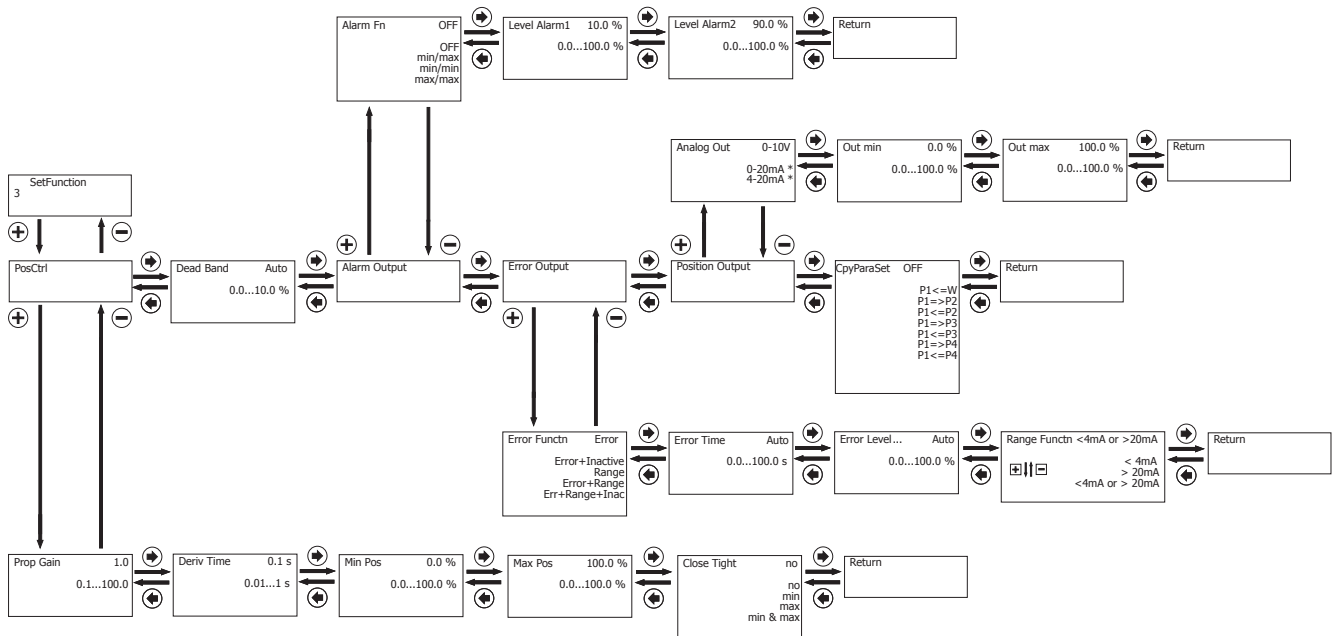 Alarm Fn OFF
OFF
min/max
min/min
max/max
Level Alarm1 10.0 %
0.0...100.0 %
Level Alarm2 90.0 %
0.0...100.0 %
Return
Analog Out 0-10V
0-20mA *
4-20mA *
Out min 0.0 %
0.0...100.0 %
Out max 100.0 %
0.0...100.0 %
Return
SetFunction
3
PosCtrl
Dead Band Auto
0.0...10.0 %
Alarm Output
Error Output
Position Output
CpyParaSet OFF
P1<=W
P1=>P2
P1<=P2
P1=>P3
P1<=P3
P1=>P4
P1<=P4
Return
Error Functn Error
Error+Inactive
Range
Error+Range
Err+Range+Inac
Error Time Auto
0.0...100.0 s
Error Level... Auto
0.0...100.0 %
Range Functn <4mA or >20mA
< 4mA
> 20mA
<4mA or > 20mA
Return
Prop Gain 1.0
0.1...100.0
Deriv Time 0.1 s
0.01...1 s
Min Pos 0.0 %
0.0...100.0 %
Max Pos 100.0 %
0.0...100.0 %
Close Tight no
no
min
max
min & max
Return